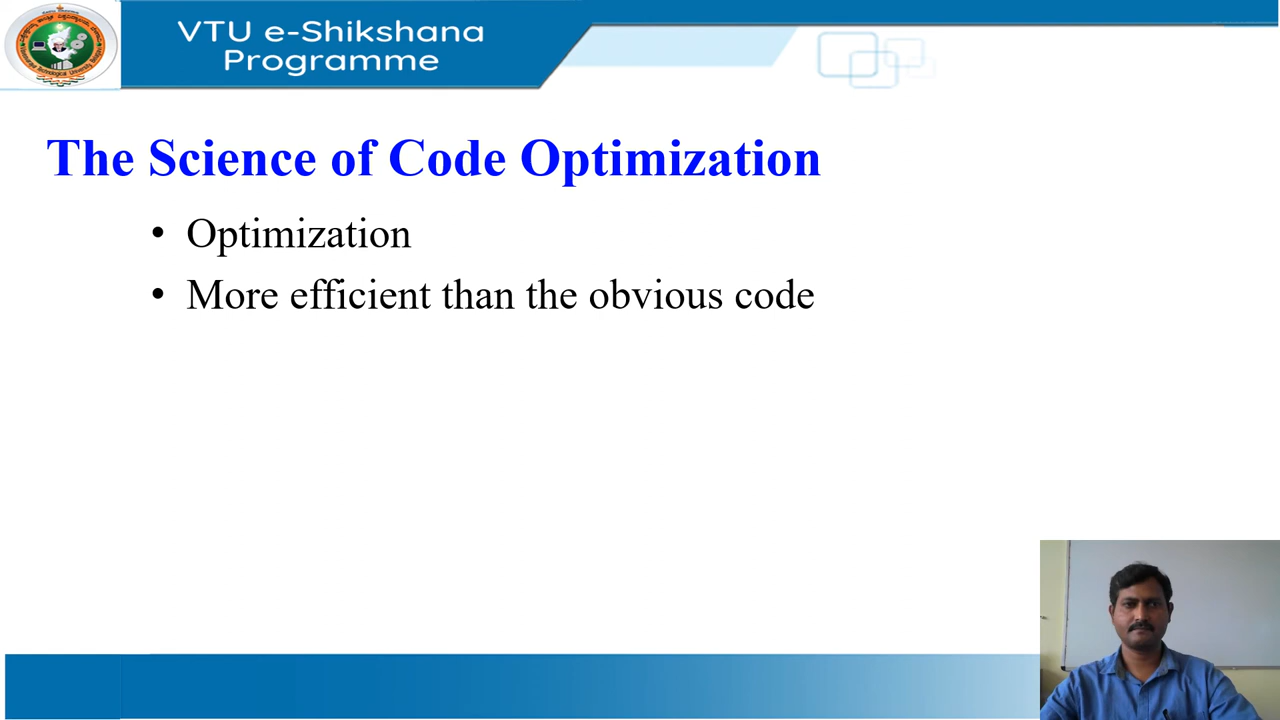 VTU e-Shikshana
Programme
The Science of Code Optimization
• Optimization
• More efficient than the obvious code